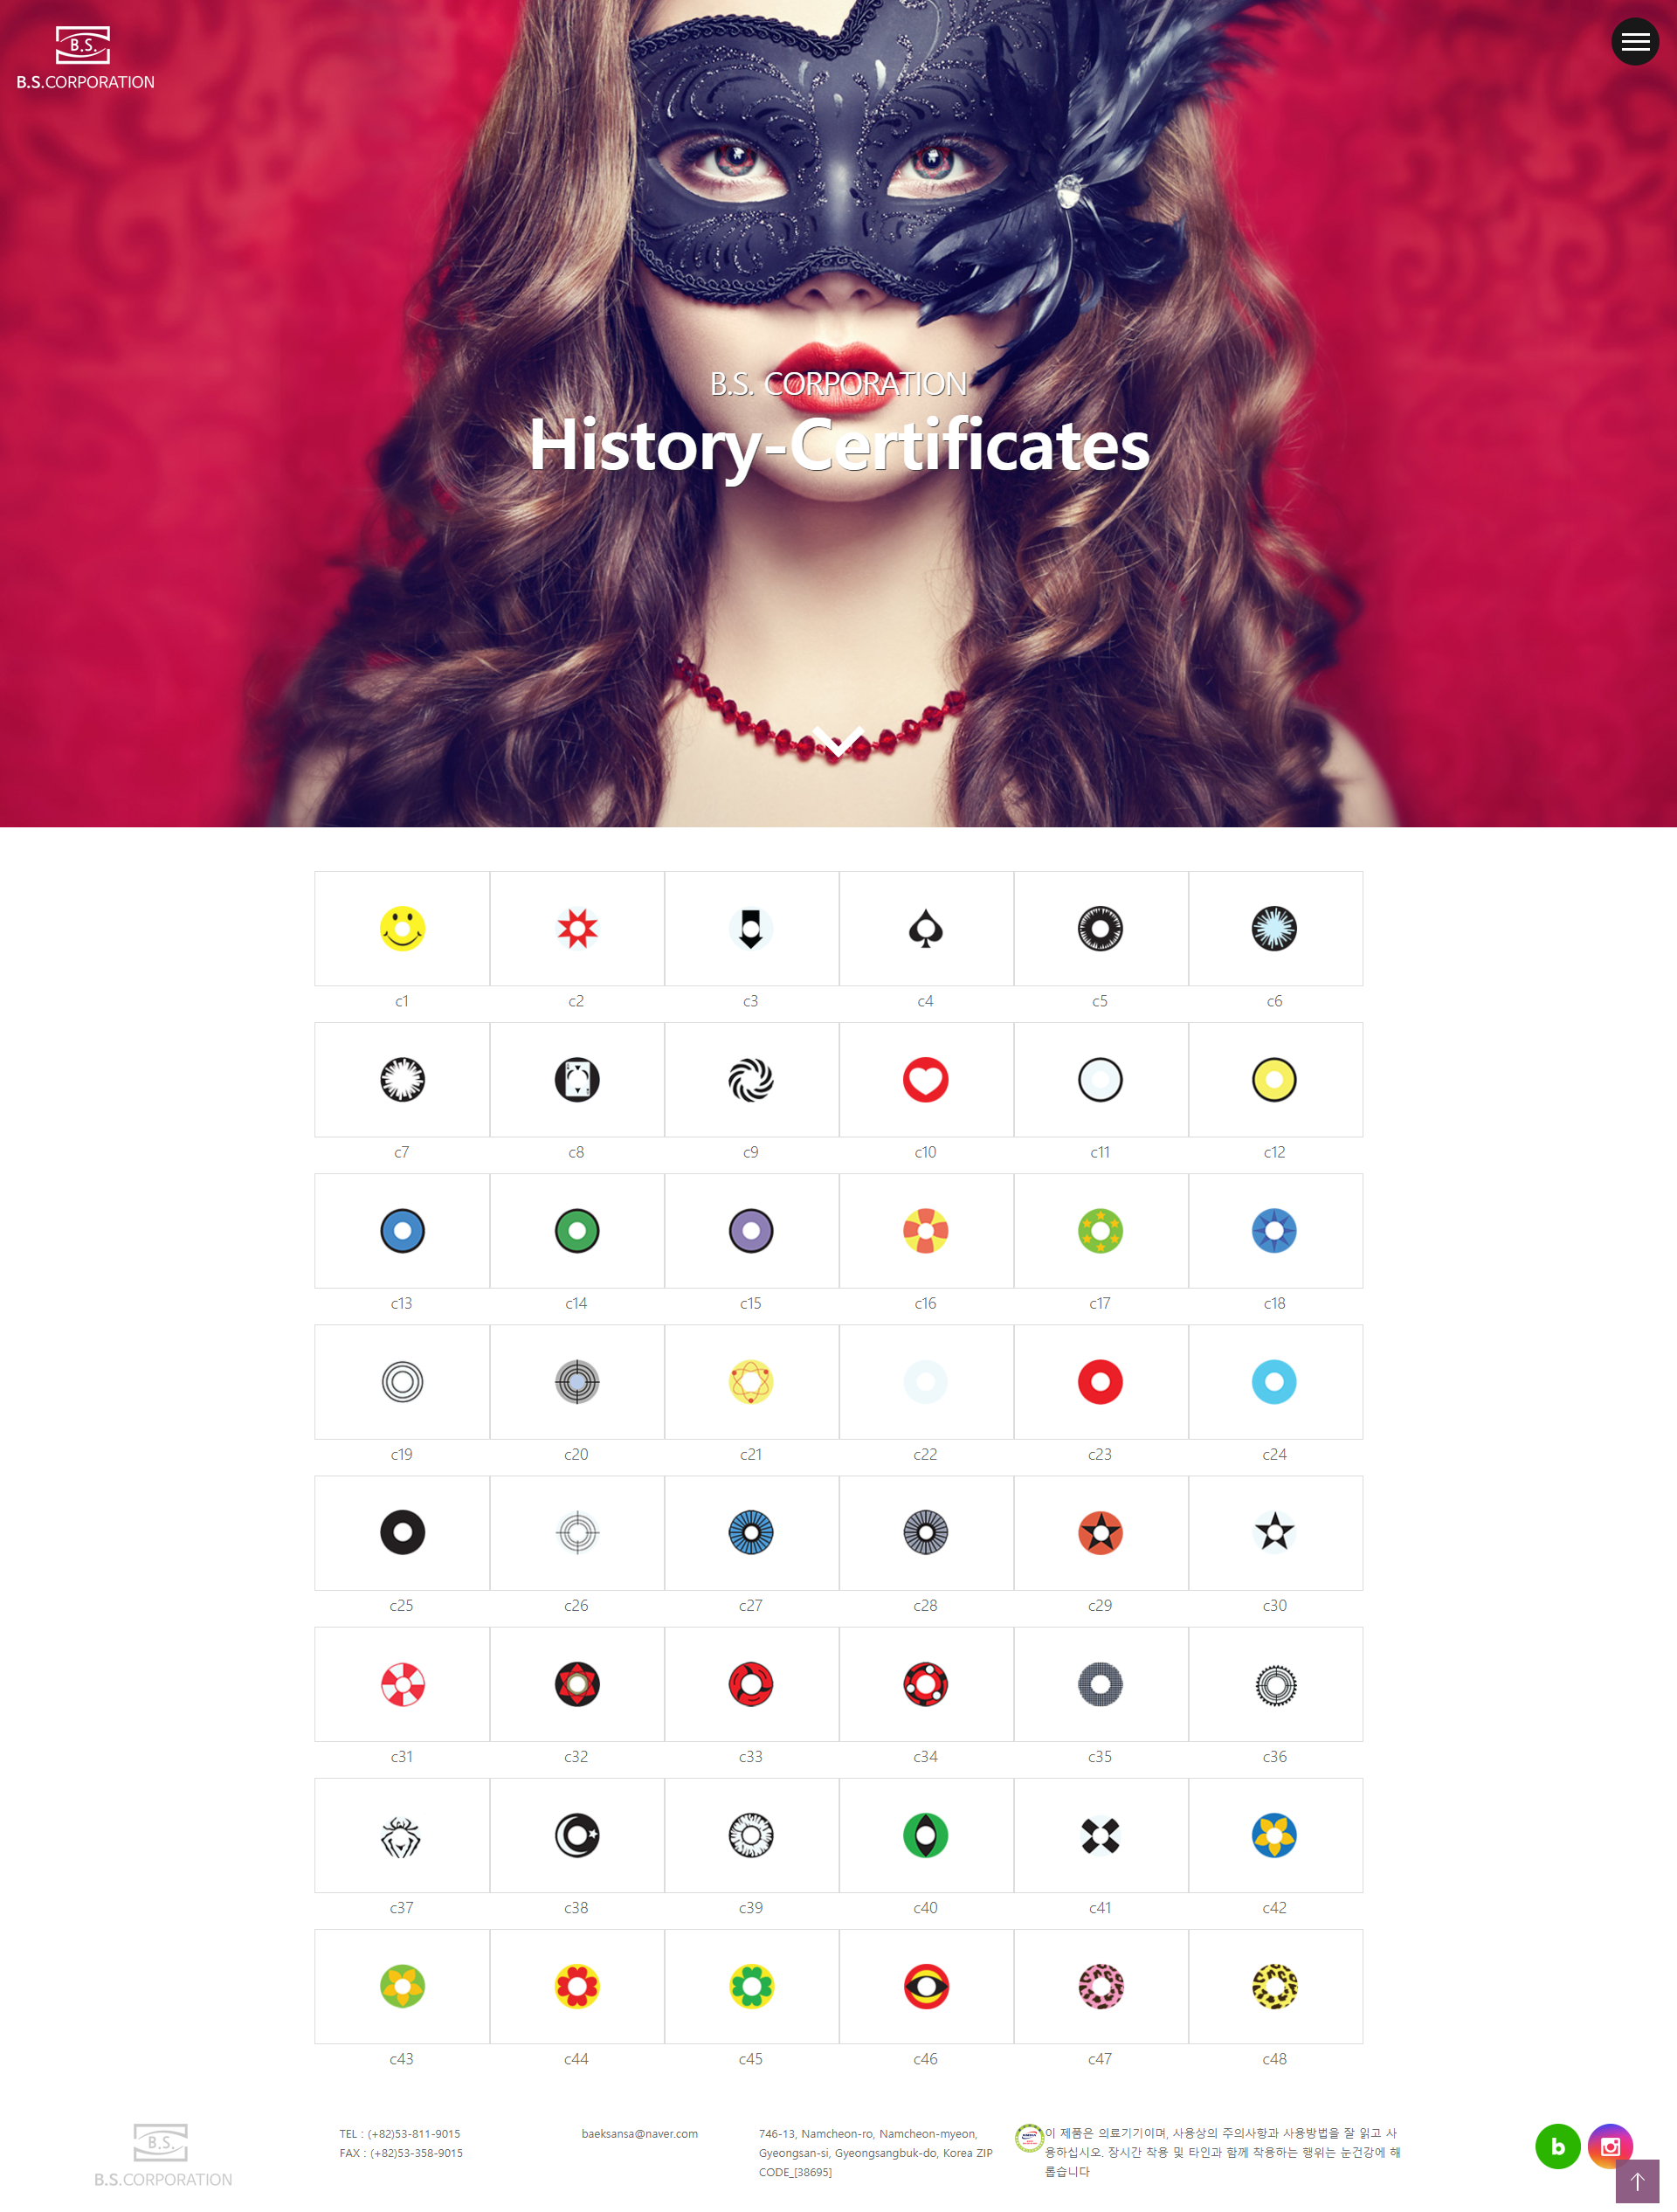 B.S.
B.S.CORPORATION
B.S. CORPORATION
History-Certificates
c1 c2 c3 c4 c5 c6
c7 c8 c9 c10 c11 c12
c13 c14 c15 c16 c17 c18
c19 c20 c21 c22 c23 c24
c25 c26 c27 c28 c29 c30
c31 c32 c33 c34 c35 c36
c37 c38 c39 c40 c41 c42
c43 c44 c45 c46 c47 c48
B.S.
B.S.CORPORATION
TEL : (+82)53-811-9015
FAX : (+82)53-358-9015
baeksansa@naver.com
746-13, Namcheon-ro, Namcheon-myeon,
Gyeongsan-si, Gyeongsangbuk-do, Korea ZIP
CODE_[38695]
이 제품은 의료기기이며, 사용상의 주의사항과 사용방법을 잘 읽고 사
용하십시오. 장시간 착용 및 타인과 함께 착용하는 행위는 눈건강에 해
롭습니다
b